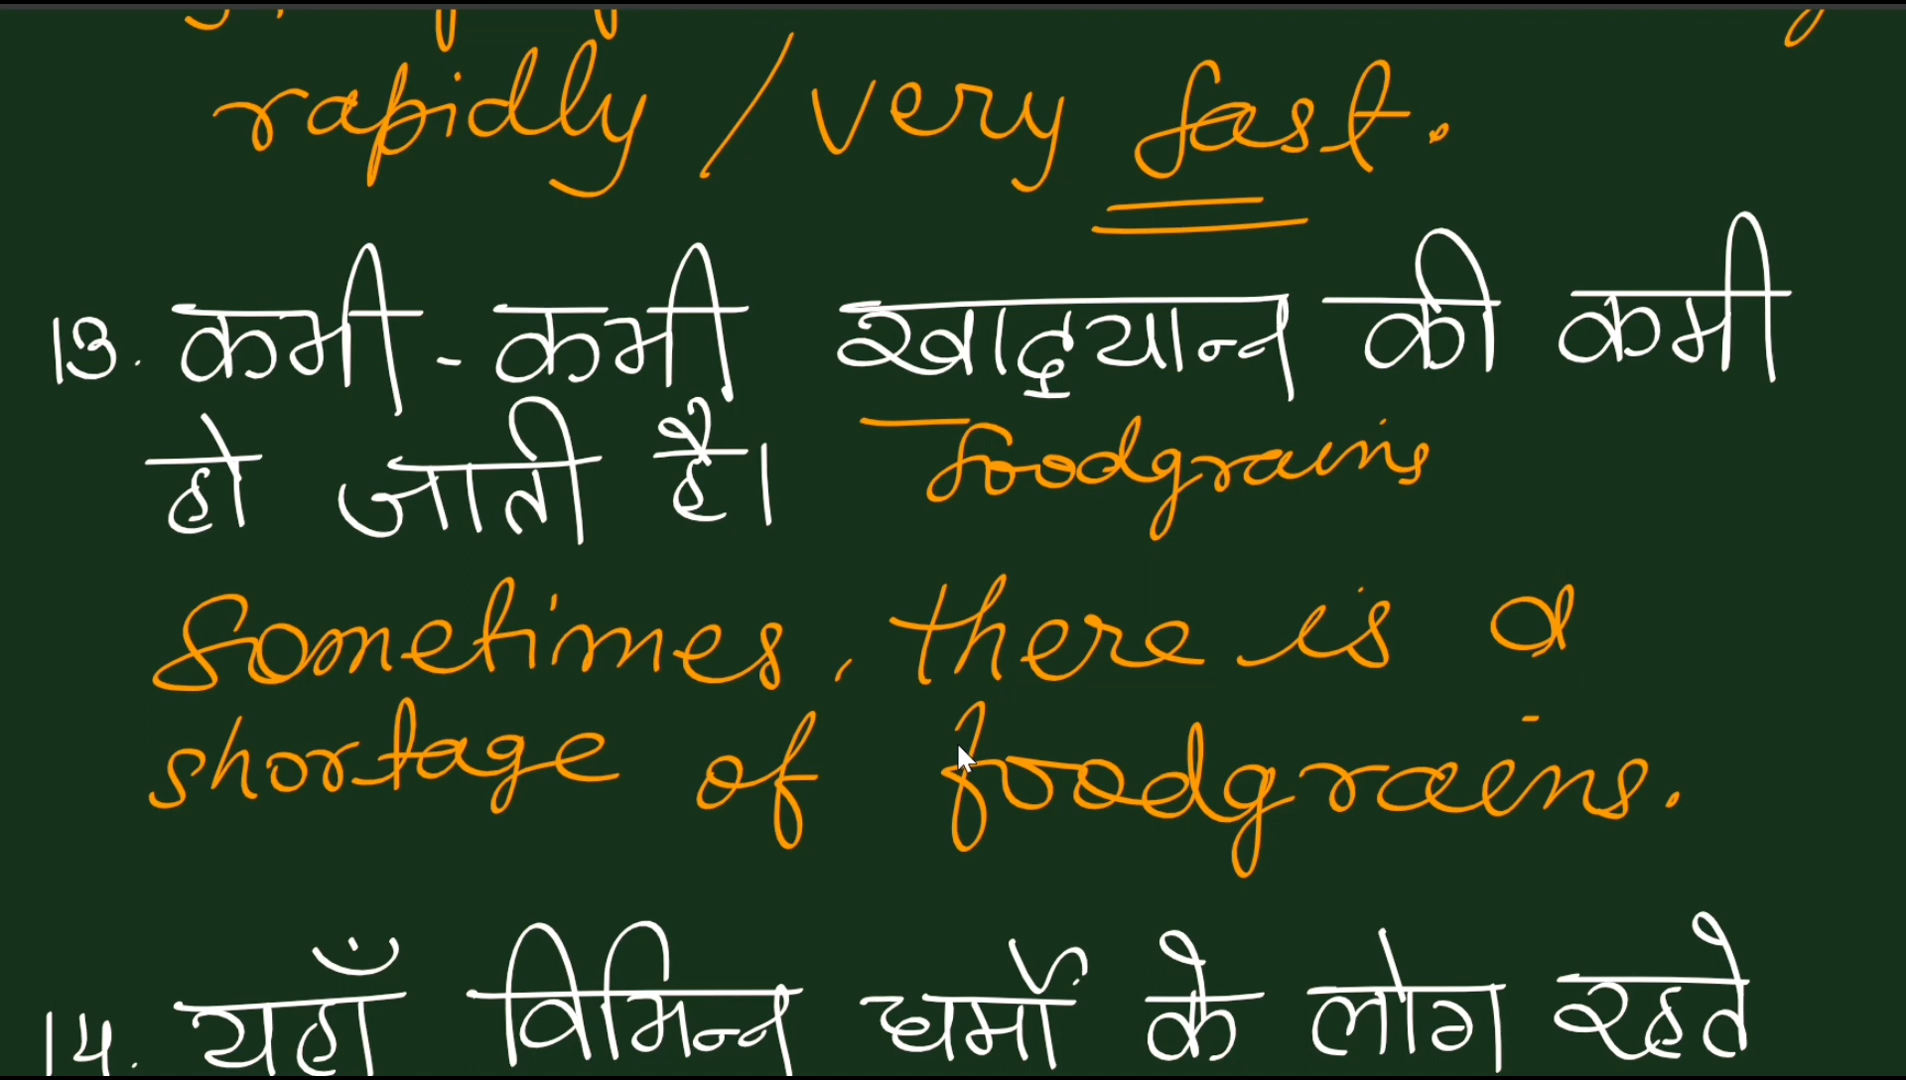 rapidly / very fast.
13. कभी - कभी खाद्यान्न की कमी
हो जाती है।
foodgrains
Sometimes, there is a
shortage of foodgrains.
14. यहाँ विभिन्न धर्मों के लोग रहते